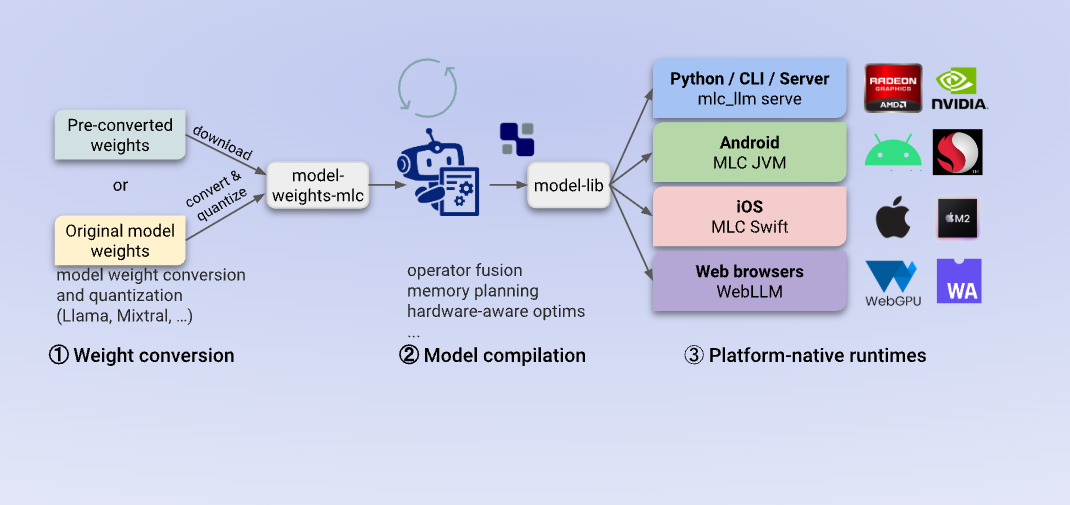 Pre-converted
weights
or
Original model
weights
download
convert &
quantize
model-
weights-mlc
model weight conversion
and quantization
(Llama, Mixtral, …)
① Weight conversion
operator fusion
memory planning
hardware-aware optims
...
② Model compilation
model-lib
Python / CLI / Server
mlc_llm serve
Android
MLC JVM
iOS
MLC Swift
Web browsers
WebLLM
③ Platform-native runtimes
RADEON
GRAPHICS
AMD
NVIDIA
M2
WebGPU
WA